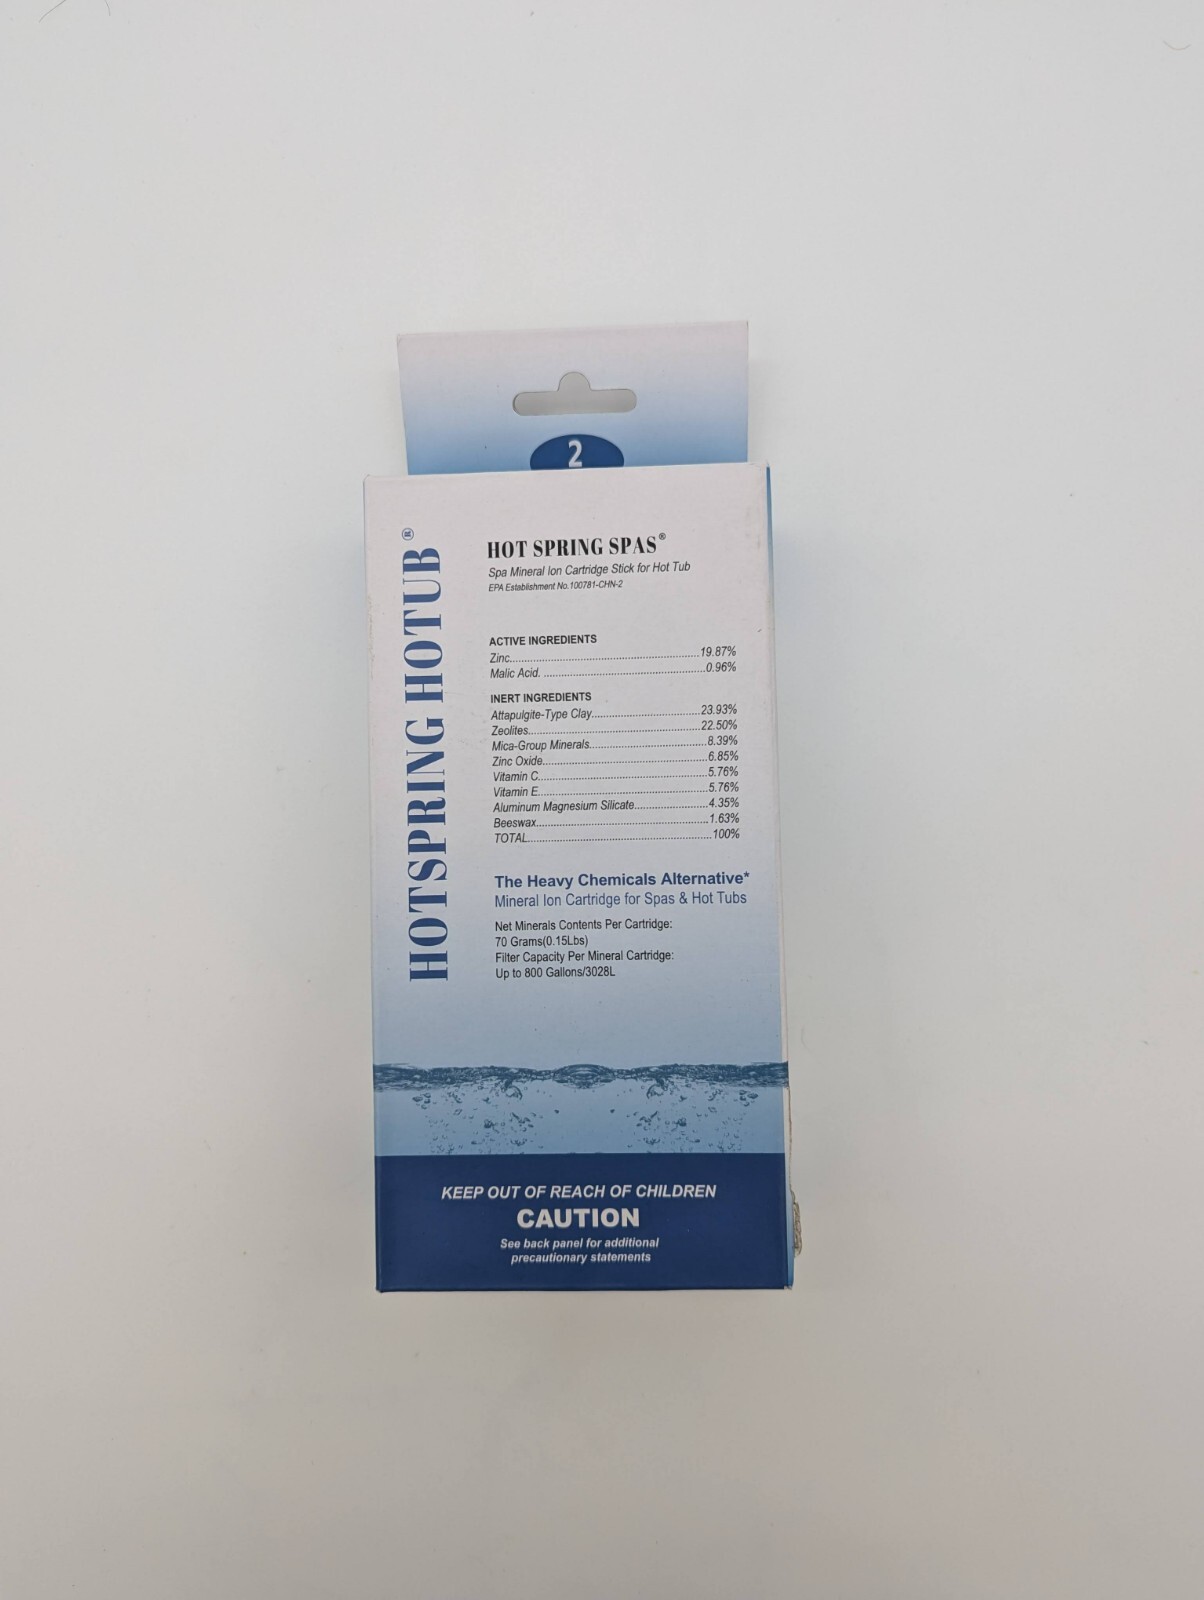 2
HOTSPRING HOTUB®
HOT SPRING SPAS®
Spa Mineral Ion Cartridge Stick for Hot Tub
EPA Establishment No.100781-CHN-2
ACTIVE INGREDIENTS
Zinc..........19.87%
Malic Acid. ..........0.96%
INERT INGREDIENTS
Attapulgite-Type Clay..........23.93%
Zeolites..........22.50%
Mica-Group Minerals..........8.39%
Zinc Oxide..........6.85%
Vitamin C..........5.76%
Vitamin E..........5.76%
Aluminum Magnesium Silicate..........4.35%
Beeswax..........1.63%
TOTAL..........100%
The Heavy Chemicals Alternative*
Mineral Ion Cartridge for Spas & Hot Tubs
Net Minerals Contents Per Cartridge:
70 Grams(0.15Lbs)
Filter Capacity Per Mineral Cartridge:
Up to 800 Gallons/3028L
KEEP OUT OF REACH OF CHILDREN
CAUTION
See back panel for additional
precautionary statements